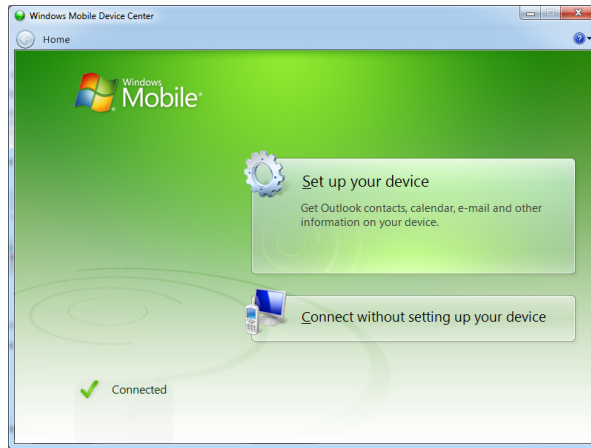 Windows Mobile Device Center
Home
Windows
Mobile®
Set up your device
Get Outlook contacts, calendar, e-mail and other
information on your device.
Connect without setting up your device
Connected